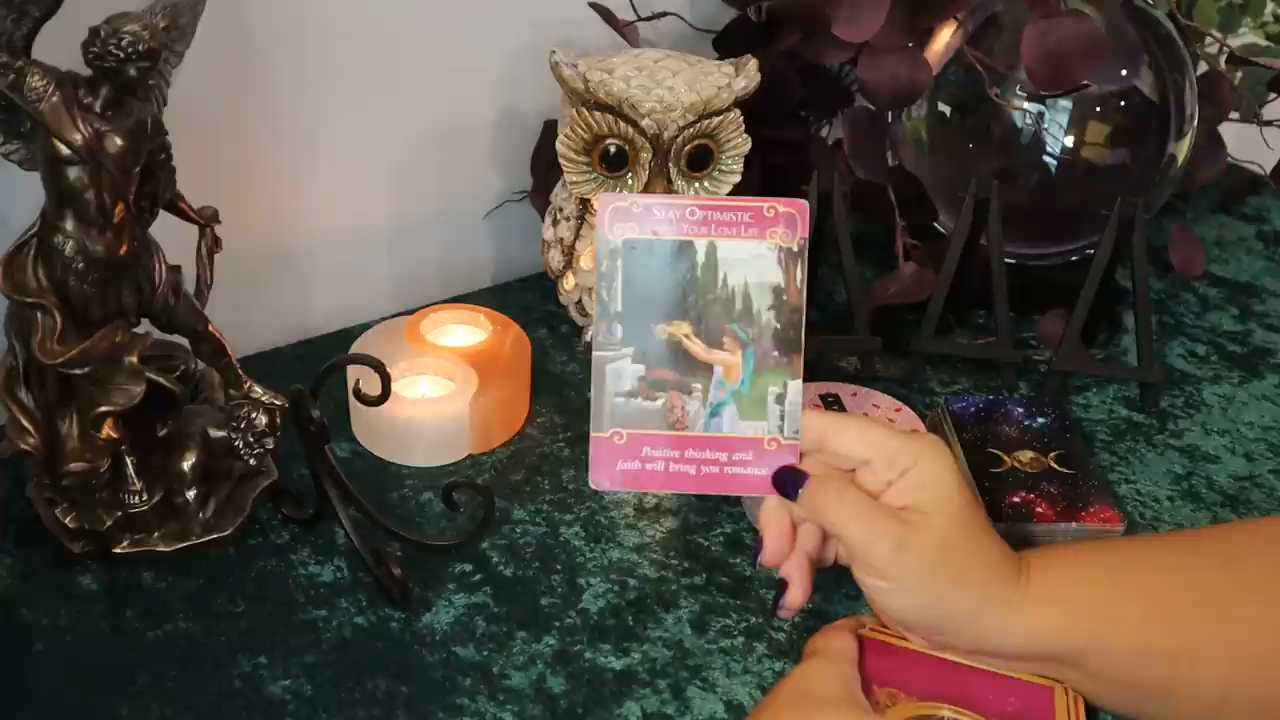 Stay Optimistic
Your Love Life
Positive thinking and
faith will bring you romance.